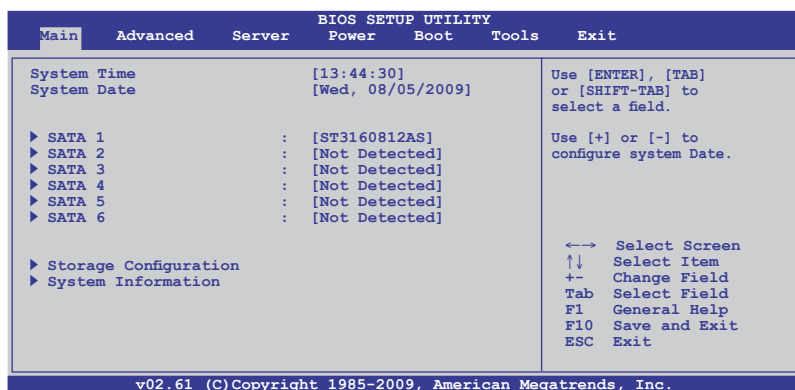 BIOS SETUP UTILITY
Main Advanced Server Power Boot Tools Exit
System Time [13:44:30]
System Date [Wed, 08/05/2009]
SATA 1 : [ST3160812AS]
SATA 2 : [Not Detected]
SATA 3 : [Not Detected]
SATA 4 : [Not Detected]
SATA 5 : [Not Detected]
SATA 6 : [Not Detected]
Storage Configuration
System Information
Use [ENTER], [TAB]
or [SHIFT-TAB] to
select a field.
Use [+] or [-] to
configure system Date.
←→ Select Screen
↑↓ Select Item
+- Change Field
Tab Select Field
F1 General Help
F10 Save and Exit
ESC Exit
v02.61 (C)Copyright 1985-2009, American Megatrends, Inc.